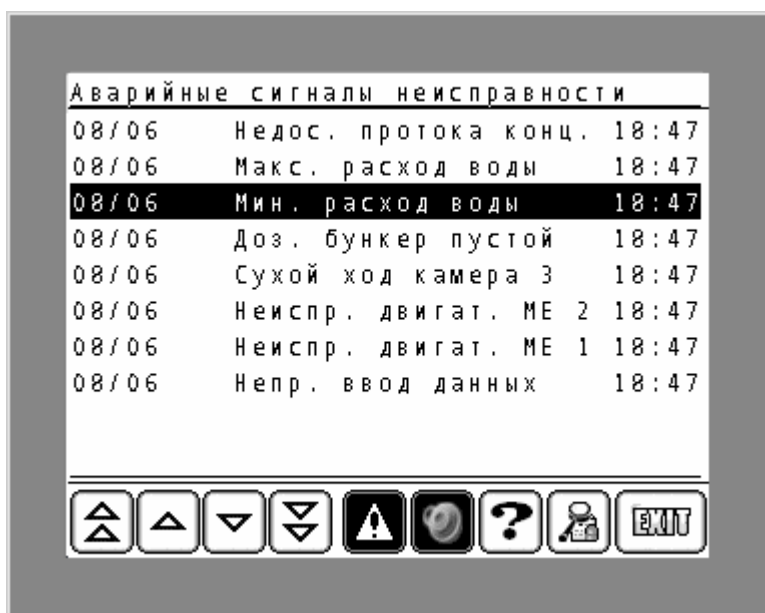 Аварийные сигналы неисправности
08/06 Недос. протока конц. 18:47
08/06 Макс. расход воды 18:47
08/06 Мин. расход воды 18:47
08/06 Доз. бункер пустой 18:47
08/06 Сухой ход камера 3 18:47
08/06 Неиспр. двигат. МЕ 2 18:47
08/06 Неиспр. двигат. МЕ 1 18:47
08/06 Непр. ввод данных 18:47
? EXIT